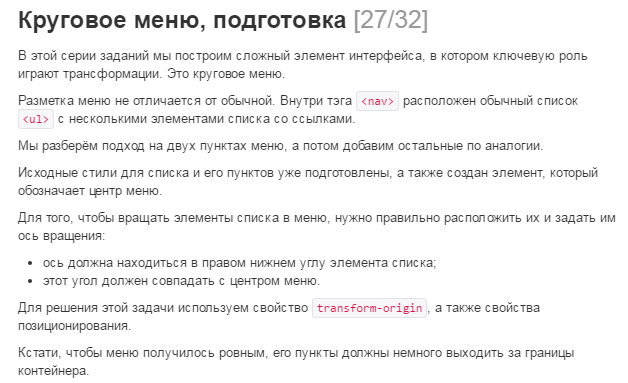 Круговое меню, подготовка [27/32]
В этой серии заданий мы построим сложный элемент интерфейса, в котором ключевую роль
играют трансформации. Это круговое меню.
Разметка меню не отличается от обычной. Внутри тэга <nav> расположен обычный список
<ul> с несколькими элементами списка со ссылками.
Мы разберём подход на двух пунктах меню, а потом добавим остальные по аналогии.
Исходные стили для списка и его пунктов уже подготовлены, а также создан элемент, который
обозначает центр меню.
Для того, чтобы вращать элементы списка в меню, нужно правильно расположить их и задать им
ось вращения:
• ось должна находиться в правом нижнем углу элемента списка;
• этот угол должен совпадать с центром меню.
Для решения этой задачи используем свойство transform-origin, а также свойства
позиционирования.
Кстати, чтобы меню получилось ровным, его пункты должны немного выходить за границы
контейнера.